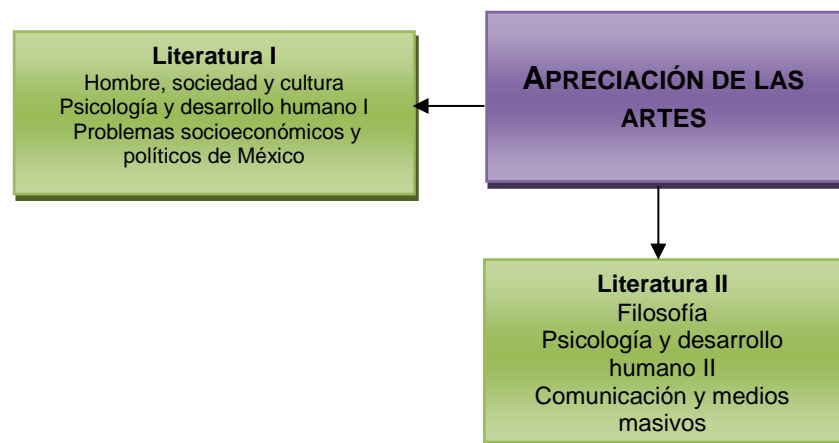 Literatura I
Hombre, sociedad y cultura
Psicología y desarrollo humano I
Problemas socioeconómicos y
políticos de México
APRECIACIÓN DE LAS
ARTES
Literatura II
Filosofía
Psicología y desarrollo
humano II
Comunicación y medios
masivos